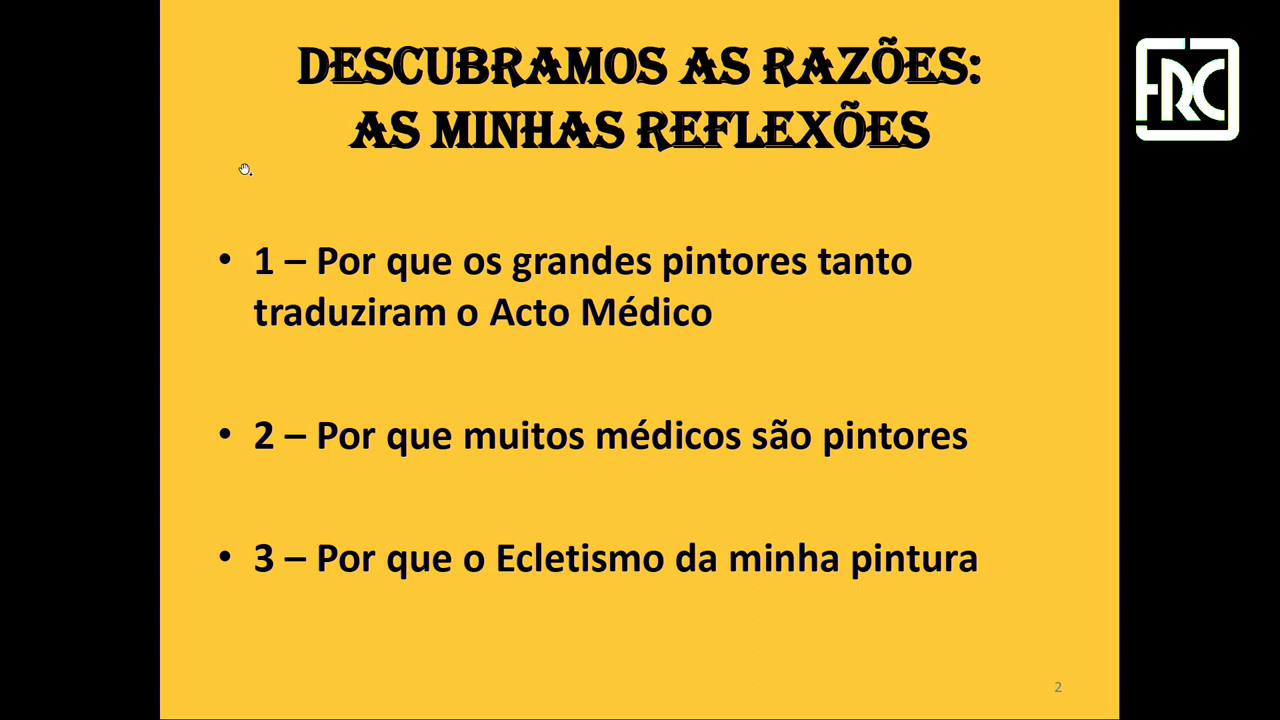 DESCUBRAMOS AS RAZÕES:
AS MINHAS REFLEXÕES
FRC
• 1 – Por que os grandes pintores tanto
traduziram o Acto Médico
• 2 – Por que muitos médicos são pintores
• 3 – Por que o Ecletismo da minha pintura
2